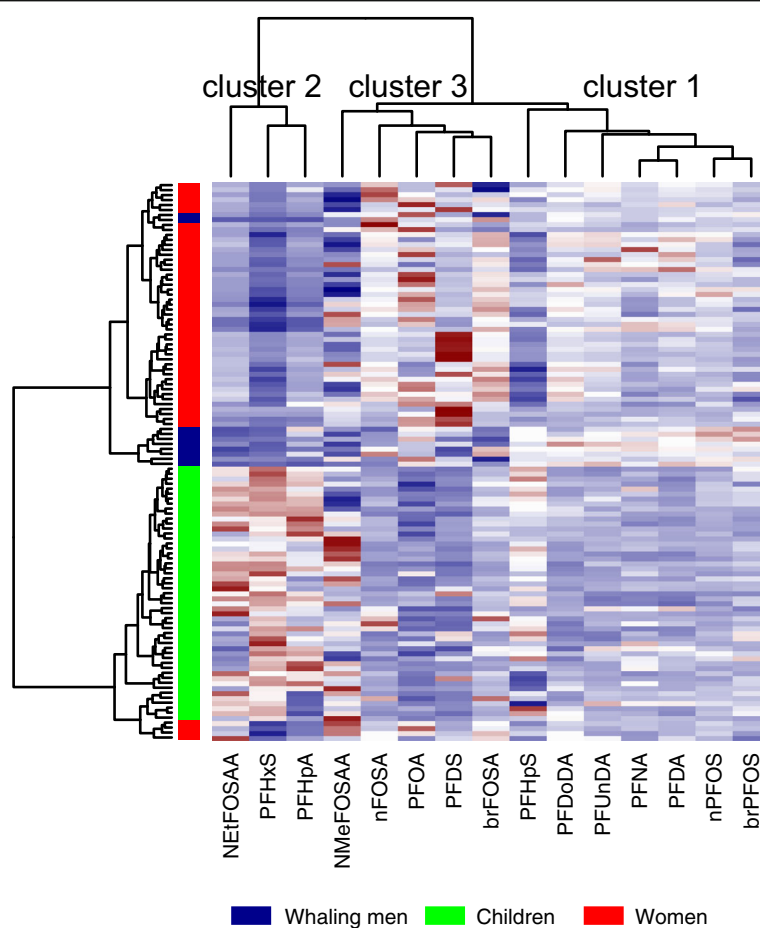 cluster 2 cluster 3 cluster 1
NEtFOSAA
PFHxS
PFHpA
NMeFOSAA
nFOSA
PFOA
PFDS
brFOSA
PFHpS
PFDoDA
PFUnDA
PFNA
PFDA
nPFOS
brPFOS
Whaling men Children Women